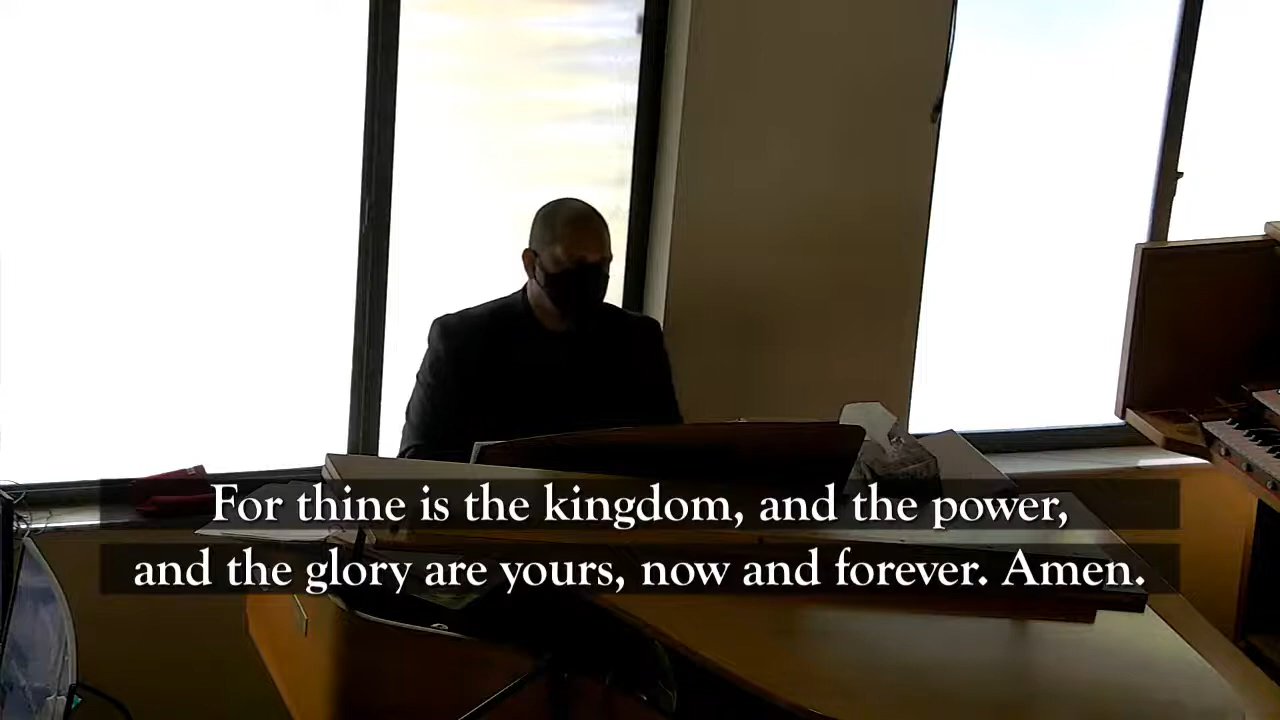 For thine is the kingdom, and the power,
and the glory are yours, now and forever. Amen.